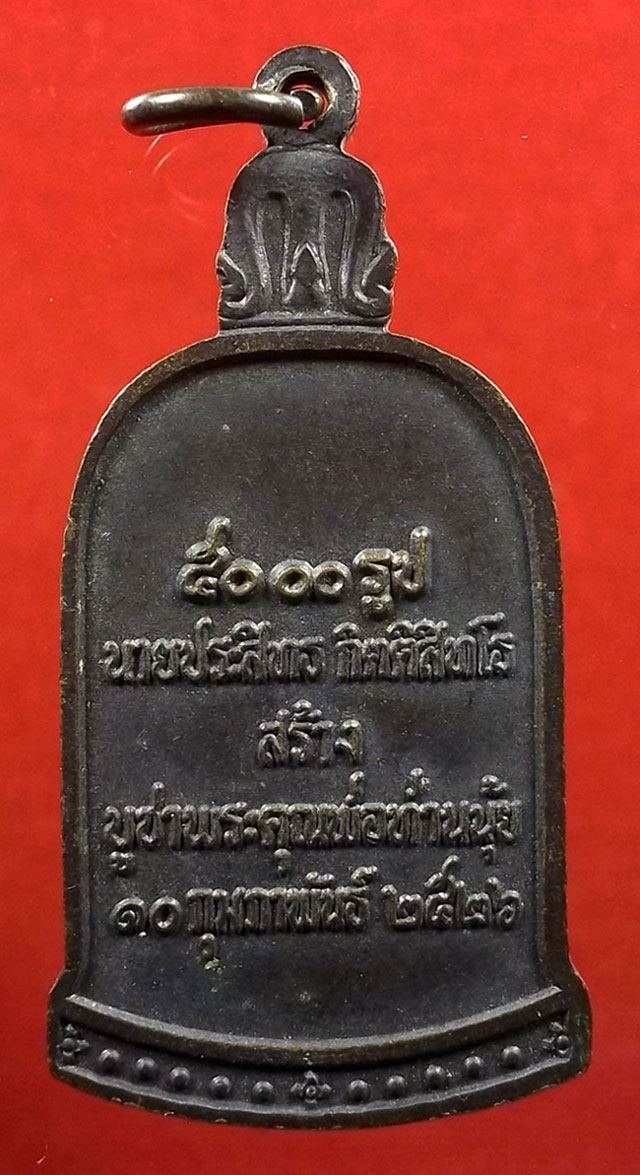 ๕๐๐๐ รูป
นายประสิทธ กิตติสิทโร
สร้าง
บูชาพระคุณพ่อท่านนุ้ย
๑๐ กุมภาพันธ์ ๒๕๒๖